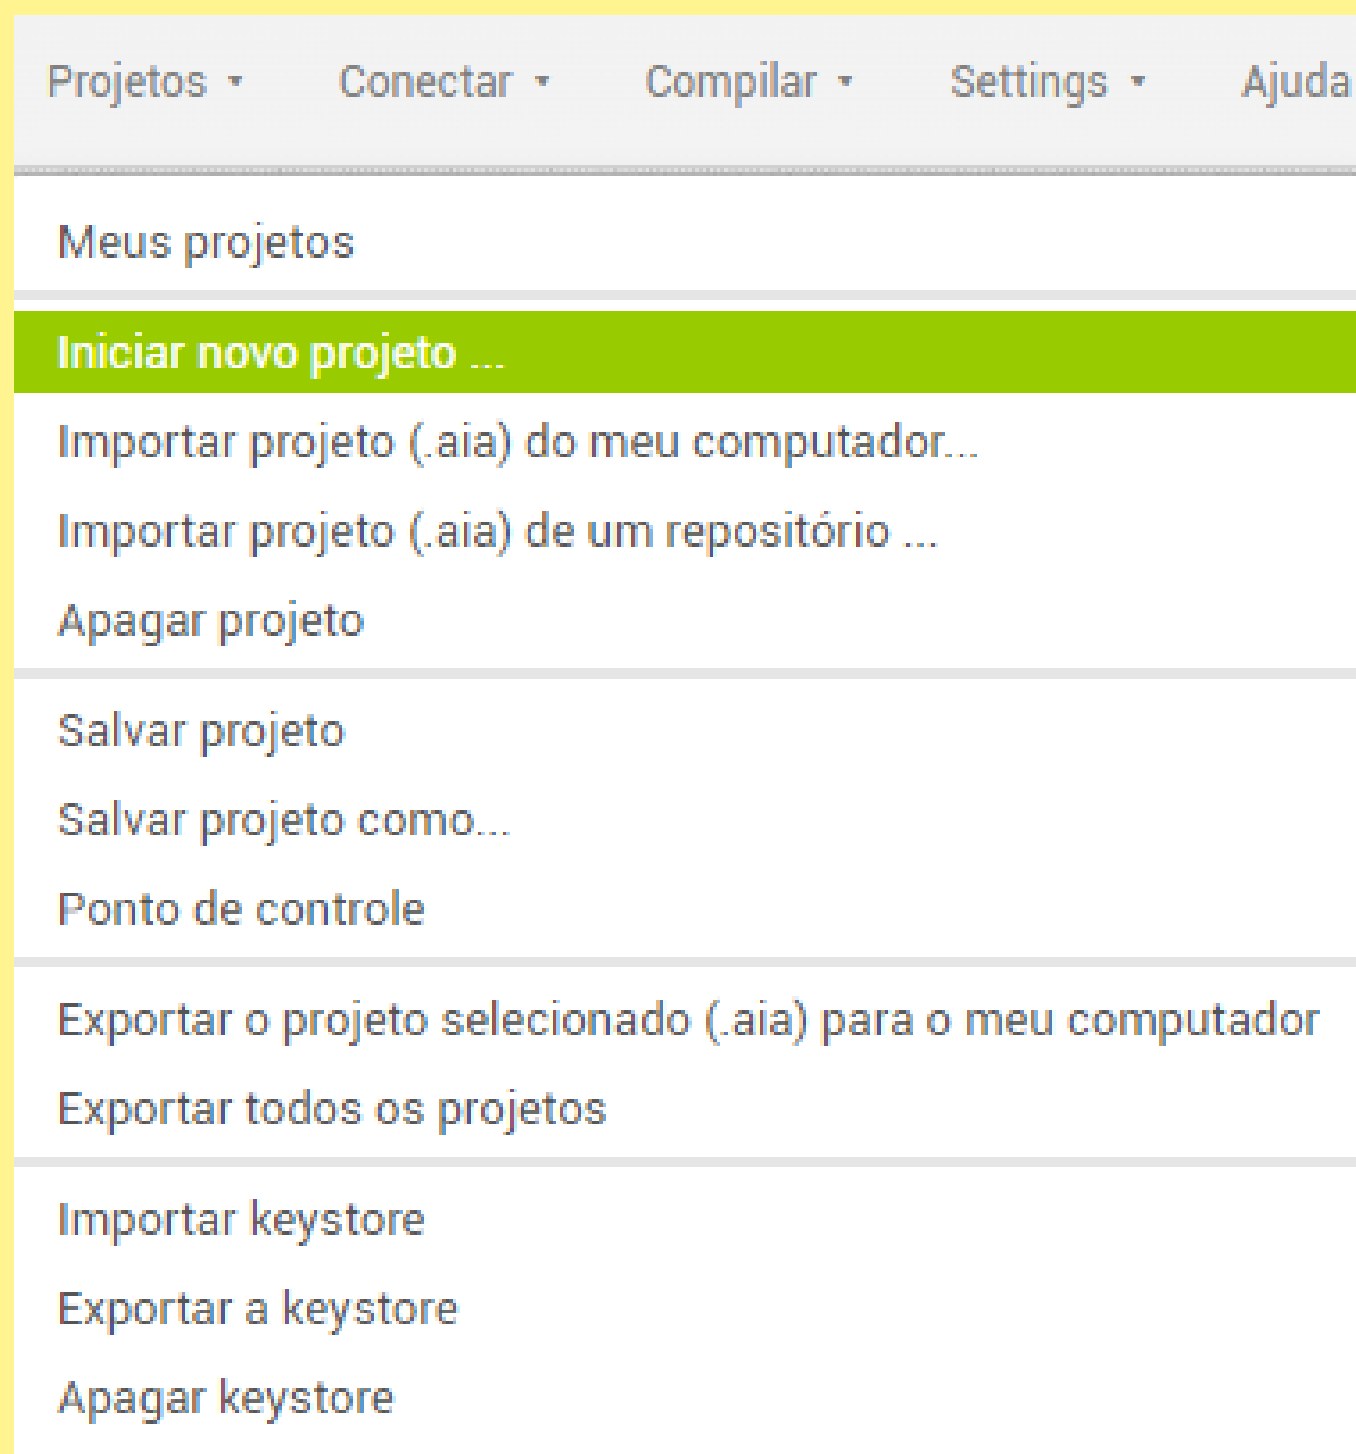 Projetos Conectar Compilar Settings Ajuda
Meus projetos
Iniciar novo projeto ...
Importar projeto (.aia) do meu computador...
Importar projeto (.aia) de um repositório ...
Apagar projeto
Salvar projeto
Salvar projeto como...
Ponto de controle
Exportar o projeto selecionado (.aia) para o meu computador
Exportar todos os projetos
Importar keystore
Exportar a keystore
Apagar keystore